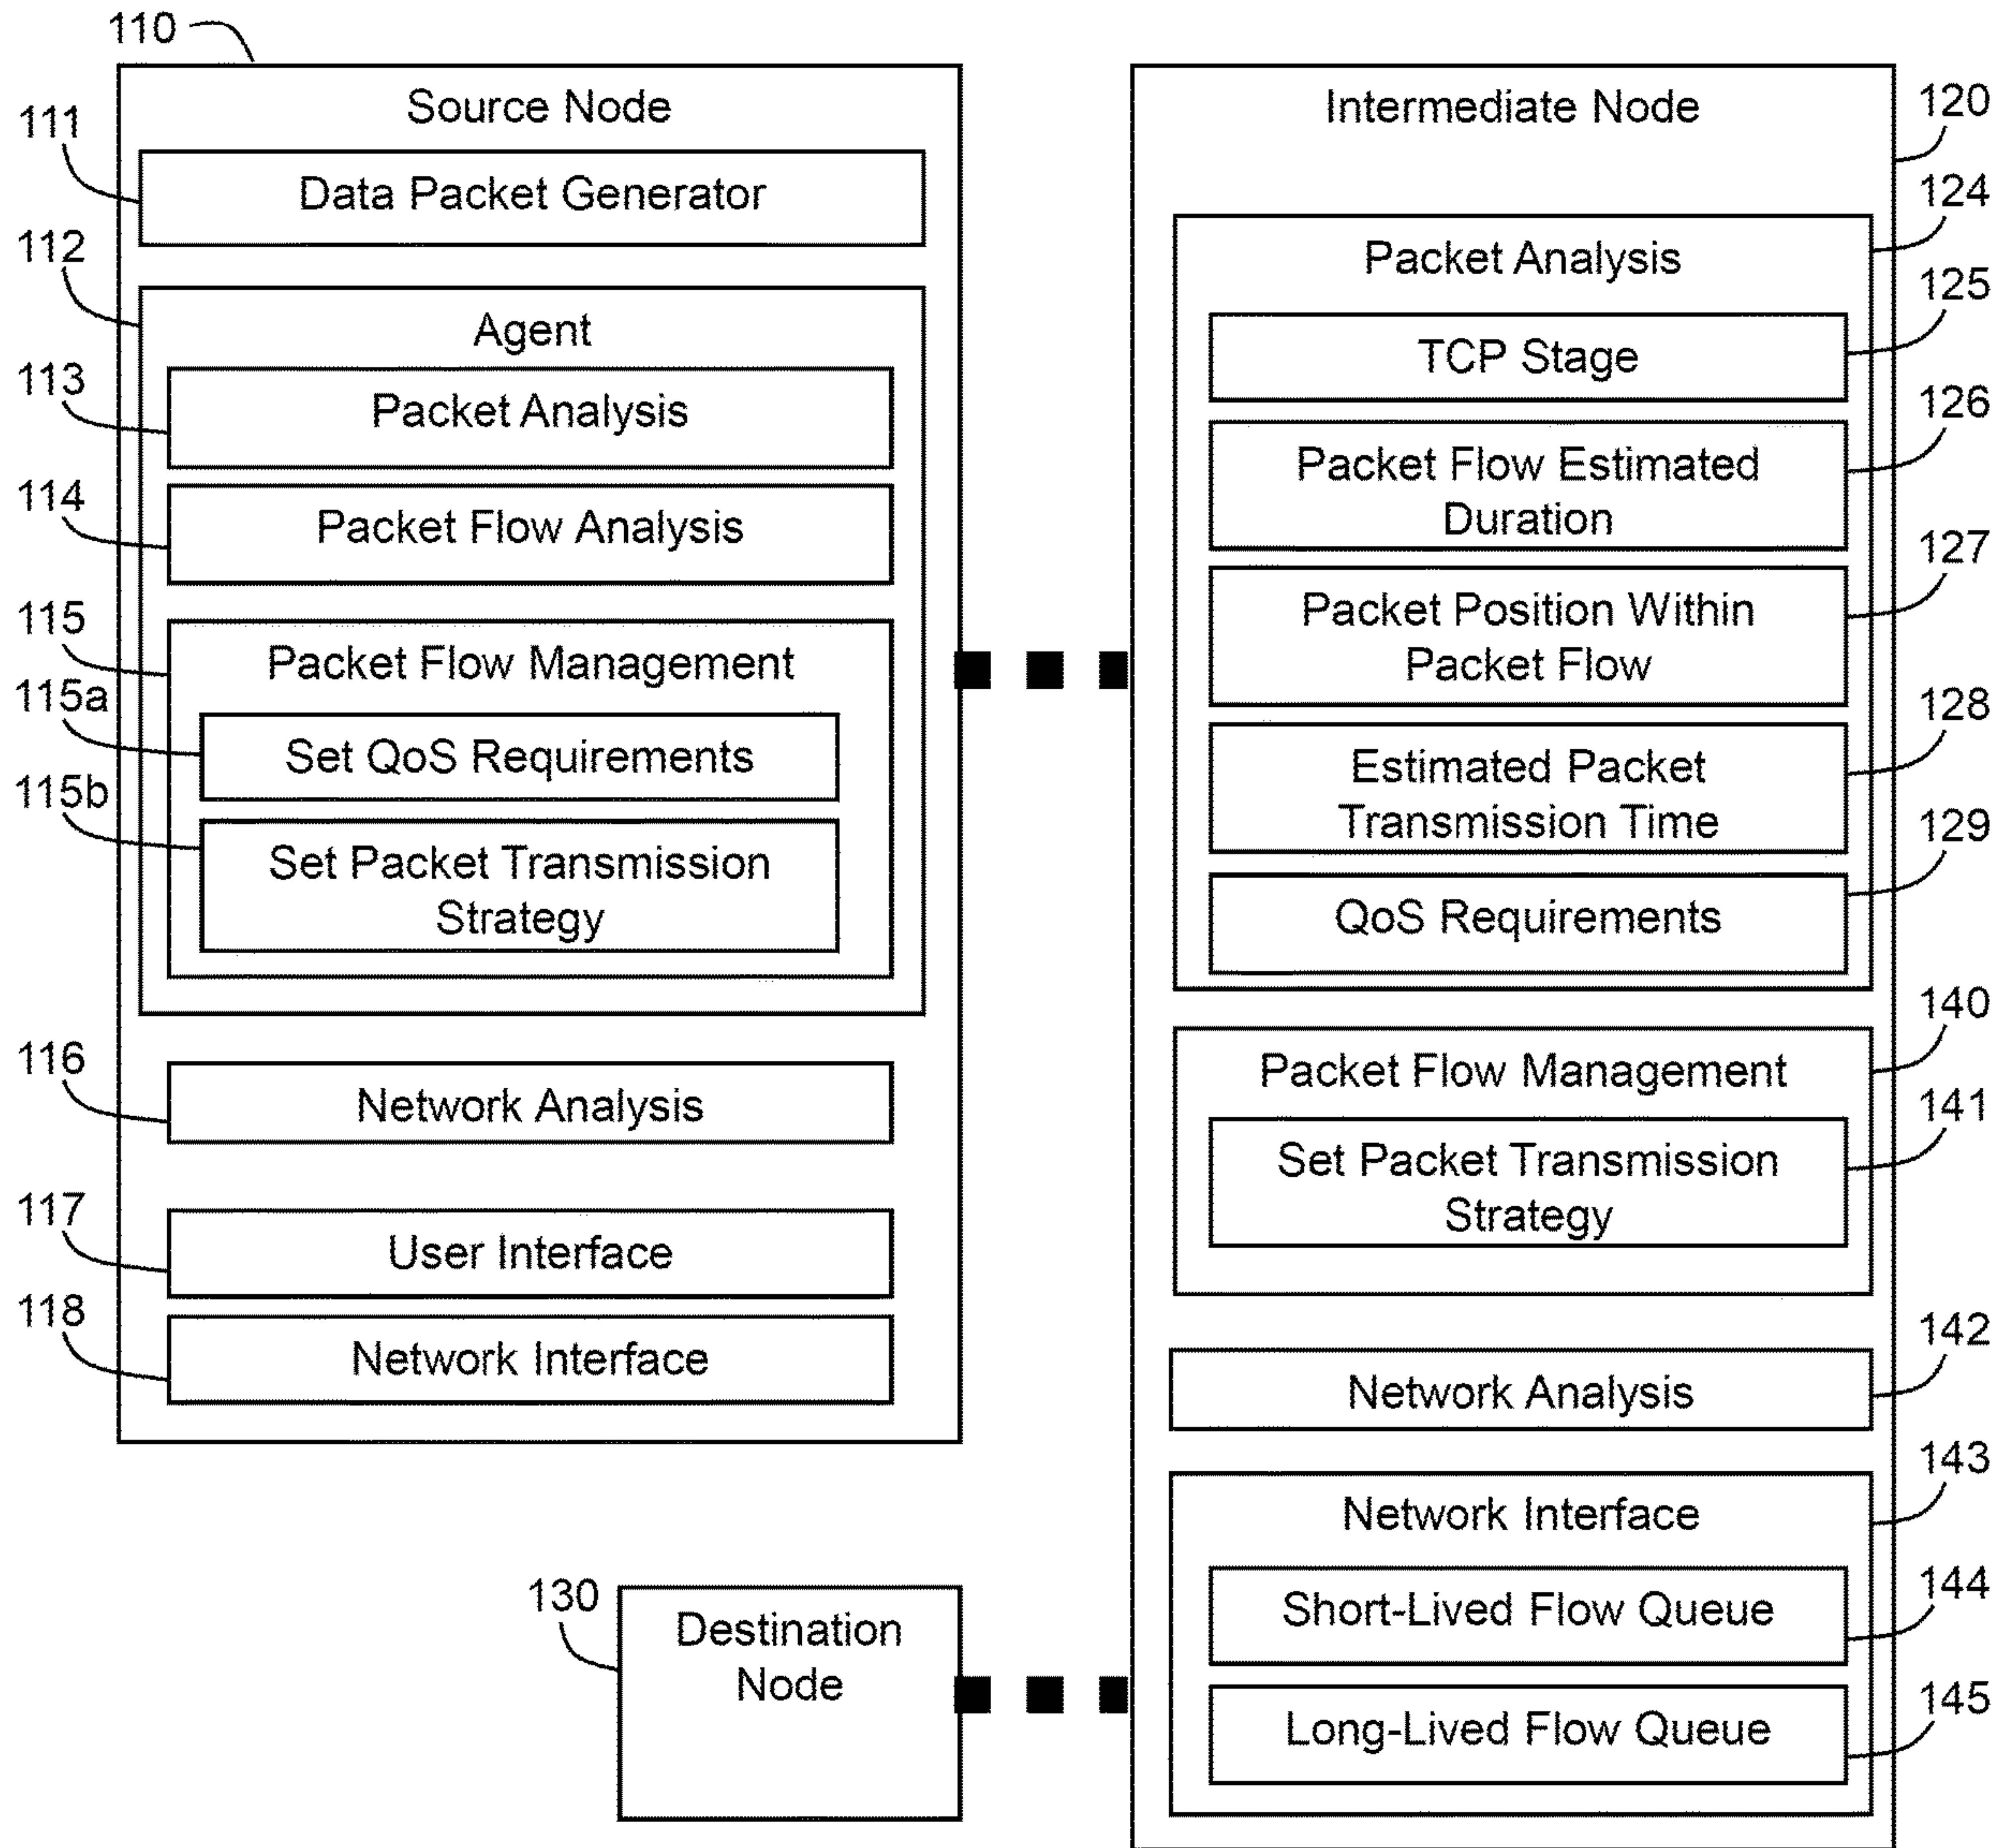 110
Source Node
111
Data Packet Generator
112
Agent
113
Packet Analysis
114
Packet Flow Analysis
115
Packet Flow Management
115a
Set QoS Requirements
115b
Set Packet Transmission
Strategy
116
Network Analysis
117
User Interface
118
Network Interface
130
Destination
Node
Intermediate Node
120
124
Packet Analysis
125
TCP Stage
126
Packet Flow Estimated
Duration
127
Packet Position Within
Packet Flow
128
Estimated Packet
Transmission Time
129
QoS Requirements
140
Packet Flow Management
141
Set Packet Transmission
Strategy
142
Network Analysis
143
Network Interface
144
Short-Lived Flow Queue
145
Long-Lived Flow Queue